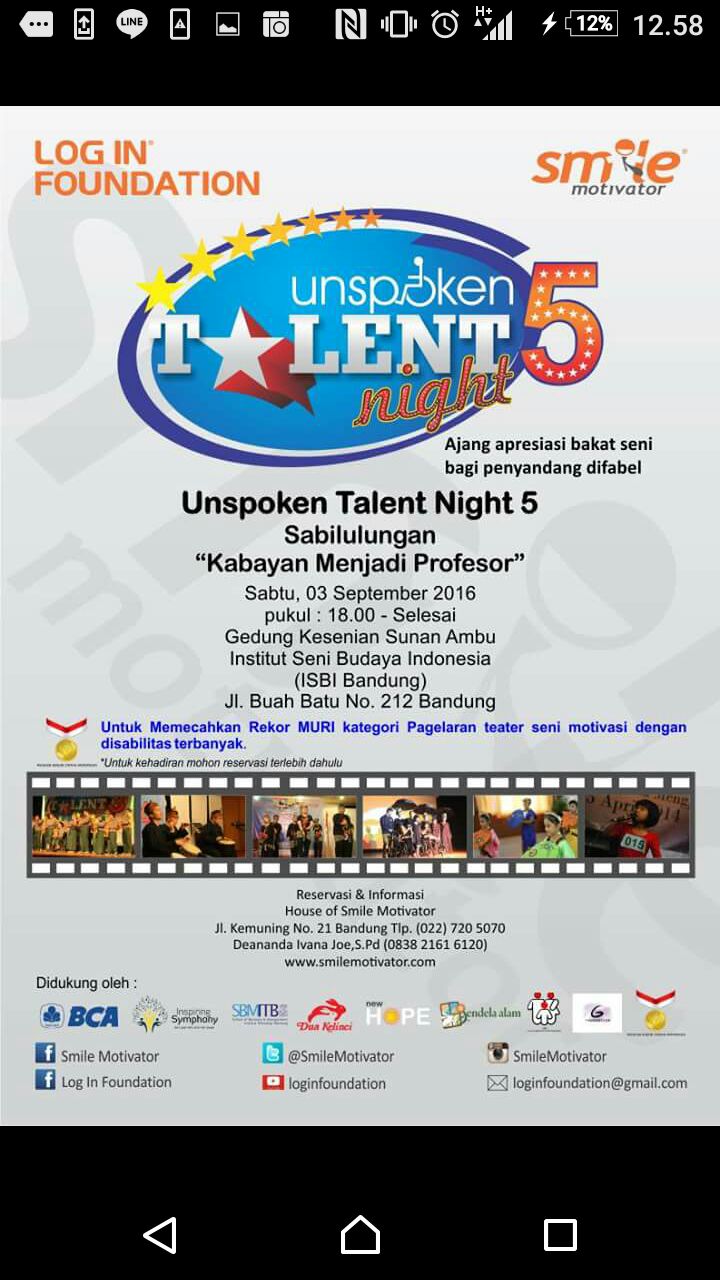 LINE
H+
12%
12.58
LOG IN
FOUNDATION
smile
motivator
unspoken
TALENT 5
night
Ajang apresiasi bakat seni
bagi penyandang difabel
Unspoken Talent Night 5
Sabilulungan
“Kabayan Menjadi Profesor”
Sabtu, 03 September 2016
pukul : 18.00 - Selesai
Gedung Kesenian Sunan Ambu
Institut Seni Budaya Indonesia
(ISBI Bandung)
Jl. Buah Batu No. 212 Bandung
Untuk Memecahkan Rekor MURI kategori Pagelaran teater seni motivasi dengan
disabilitas terbanyak.
*Untuk kehadiran mohon reservasi terlebih dahulu
015
Reservasi & Informasi
House of Smile Motivator
Jl. Kemuning No. 21 Bandung Tlp. (022) 720 5070
Deananda Ivana Joe,S.Pd (0838 2161 6120)
www.smilemotivator.com
Didukung oleh :
BCA
Inspiring
Symphony
SBMITB
Dua Kelinci
new
HOPE
Jendela alam
Smile Motivator
@SmileMotivator
SmileMotivator
Log In Foundation
loginfoundation
loginfoundation@gmail.com